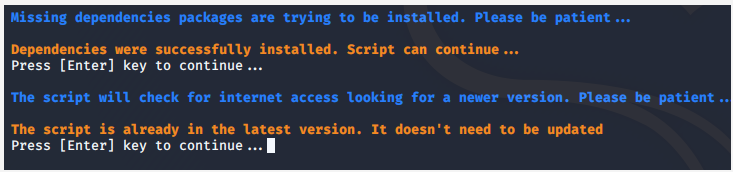 Missing dependencies packages are trying to be installed. Please be patient...
Dependencies were successfully installed. Script can continue...
Press [Enter] key to continue...
The script will check for internet access looking for a newer version. Please be patient..
The script is already in the latest version. It doesn't need to be updated
Press [Enter] key to continue...